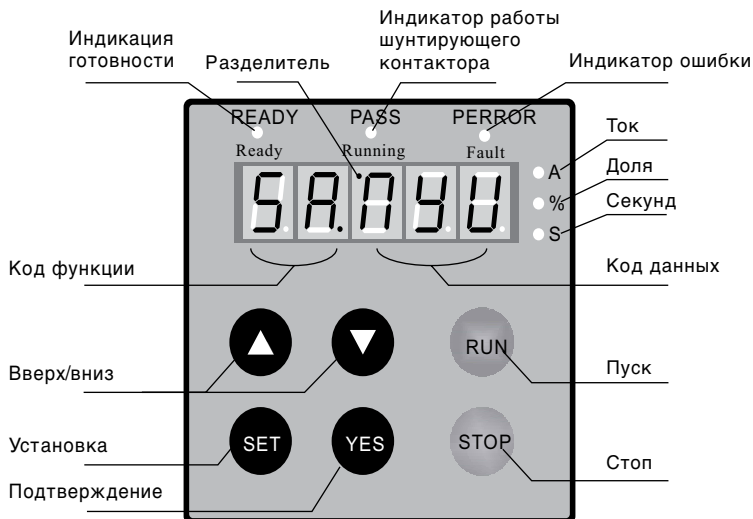 Индикатор работы
шунтирующего
контактора
Индикация
готовности
Разделитель
Индикатор ошибки
READY PASS PERROR
Ready Running Fault
Ток
A
Доля
%
Секунд
S
Код функции
Код данных
Вверх/вниз
RUN
Пуск
Установка
SET YES STOP
Стоп
Подтверждение